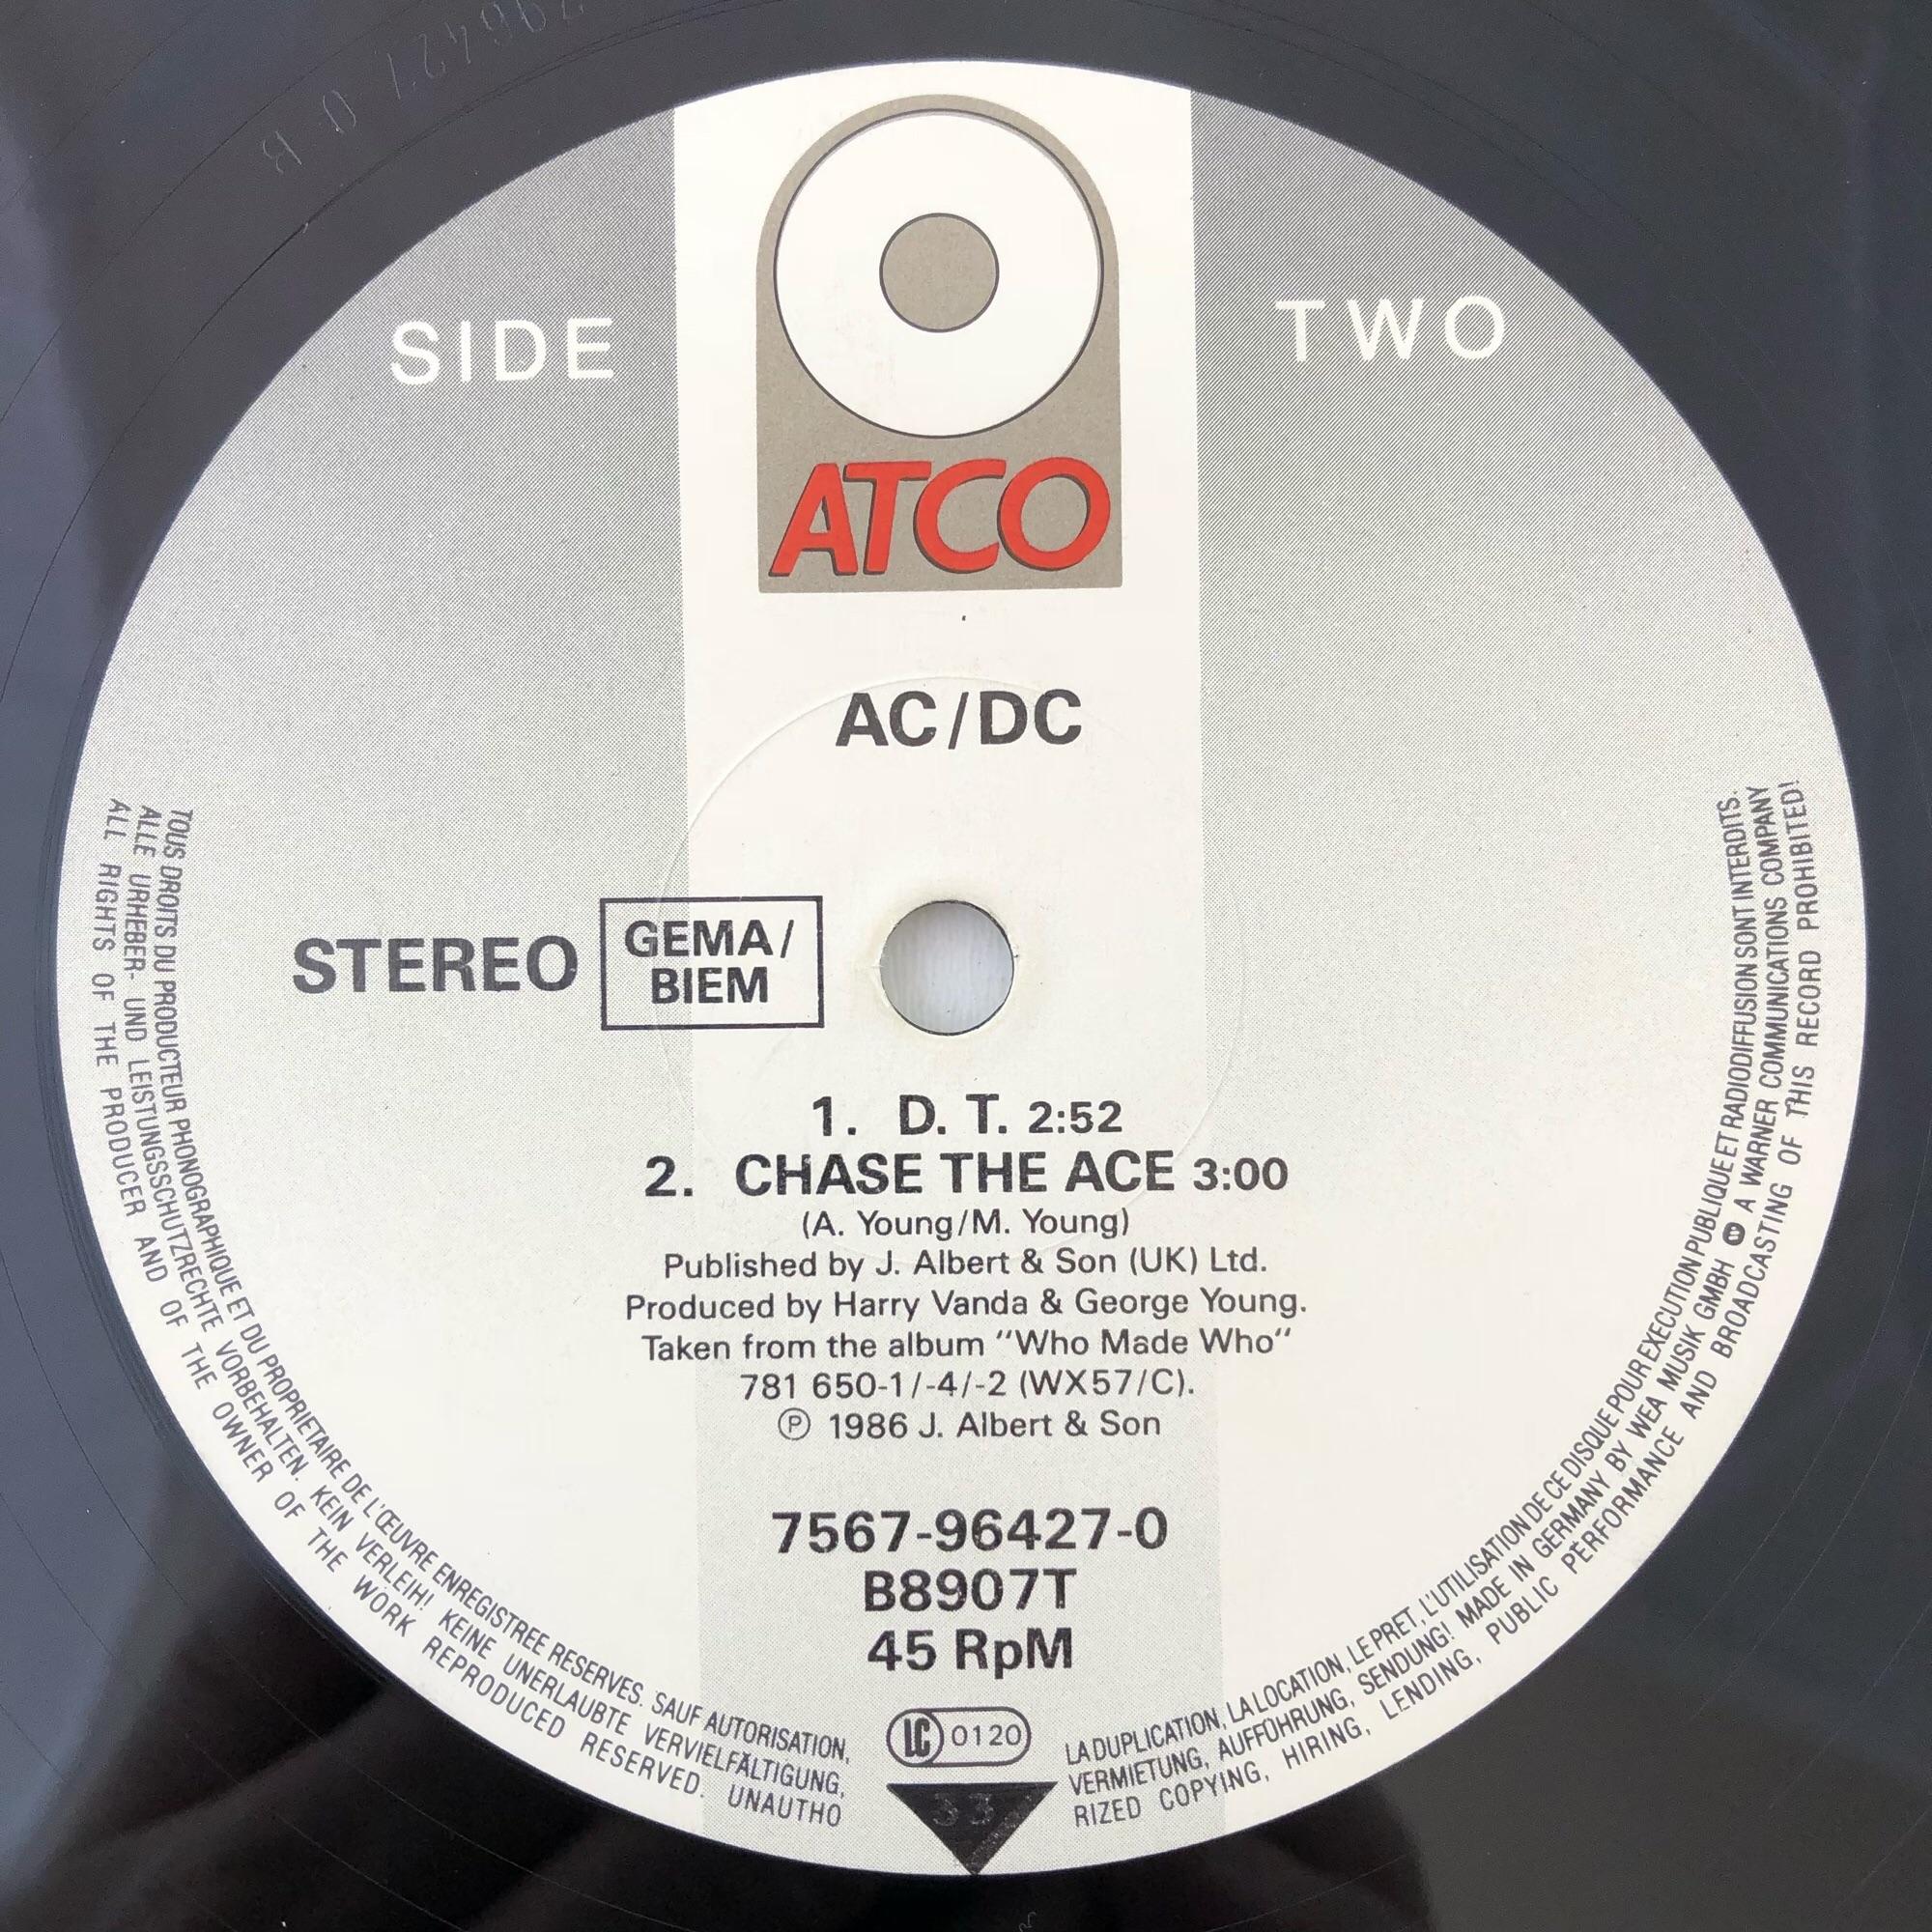 796427 0 B
SIDE TWO
ATCO
AC/DC
STEREO
GEMA/
BIEM
1. D. T. 2:52
2. CHASE THE ACE 3:00
(A. Young/M. Young)
Published by J. Albert & Son (UK) Ltd.
Produced by Harry Vanda & George Young.
Taken from the album “Who Made Who“
781 650-1/-4/-2 (WX57/C).
Ⓟ 1986 J. Albert & Son
7567-96427-0
B8907T
45 RpM
LC 0120
33
TOUS DROITS DU PRODUCTEUR PHONOGRAPHIQUE ET DU PROPRIETAIRE DE L'ŒUVRE ENREGISTREE RESERVES. SAUF AUTORISATION, LA DUPLICATION, LA LOCATION, LE PRET, L'UTILISATION DE CE DISQUE POUR EXECUTION PUBLIQUE ET RADIODIFFUSION SONT INTERDITS.
ALLE URHEBER- UND LEISTUNGSSCHUTZRECHTE VORBEHALTEN. KEIN VERLEIH! KEINE UNERLAUBTE VERVIELFÄLTIGUNG, VERMIETUNG, AUFFÜHRUNG, SENDUNG! MADE IN GERMANY BY WEA MUSIK GMBH A WARNER COMMUNICATIONS COMPANY
ALL RIGHTS OF THE PRODUCER AND OF THE OWNER OF THE WORK REPRODUCED RESERVED. UNAUTHO RIZED COPYING, HIRING, LENDING, PUBLIC PERFORMANCE AND BROADCASTING OF THIS RECORD PROHIBITED!